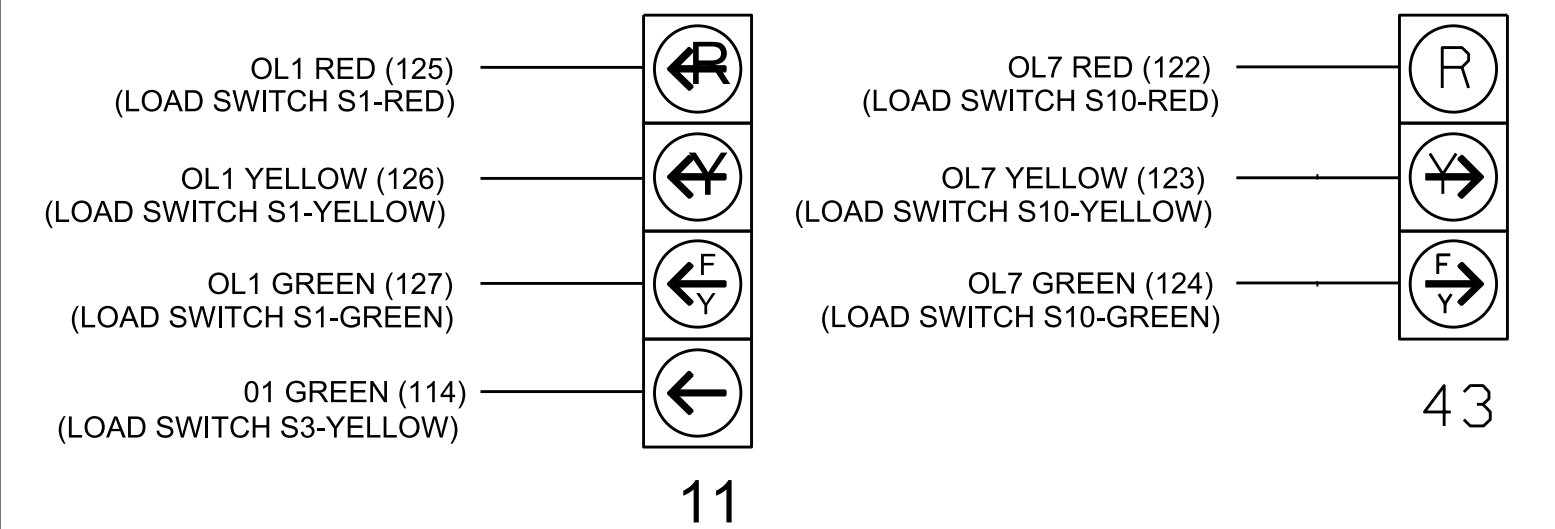 OL1 RED (125)
(LOAD SWITCH S1-RED)
R
OL1 YELLOW (126)
(LOAD SWITCH S1-YELLOW)
Y
OL1 GREEN (127)
(LOAD SWITCH S1-GREEN)
F
Y
01 GREEN (114)
(LOAD SWITCH S3-YELLOW)
11
OL7 RED (122)
(LOAD SWITCH S10-RED)
R
OL7 YELLOW (123)
(LOAD SWITCH S10-YELLOW)
Y
OL7 GREEN (124)
(LOAD SWITCH S10-GREEN)
F
Y
43